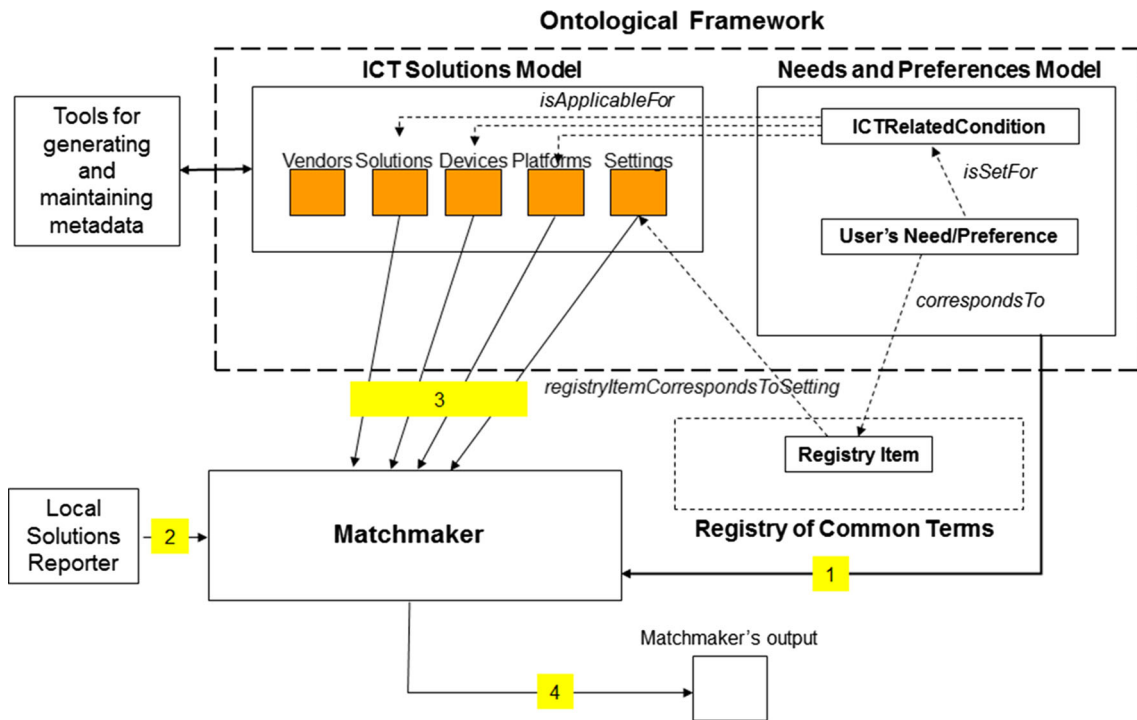 Ontological Framework
ICT Solutions Model
Needs and Preferences Model
isApplicableFor
ICTRelatedCondition
Tools for
generating
and
maintaining
metadata
Vendors Solutions Devices Platforms Settings
isSetFor
User's Need/Preference
correspondsTo
registryItemCorrespondsToSetting
3
Registry Item
Registry of Common Terms
Local
Solutions
Reporter
2
Matchmaker
1
Matchmaker's output
4